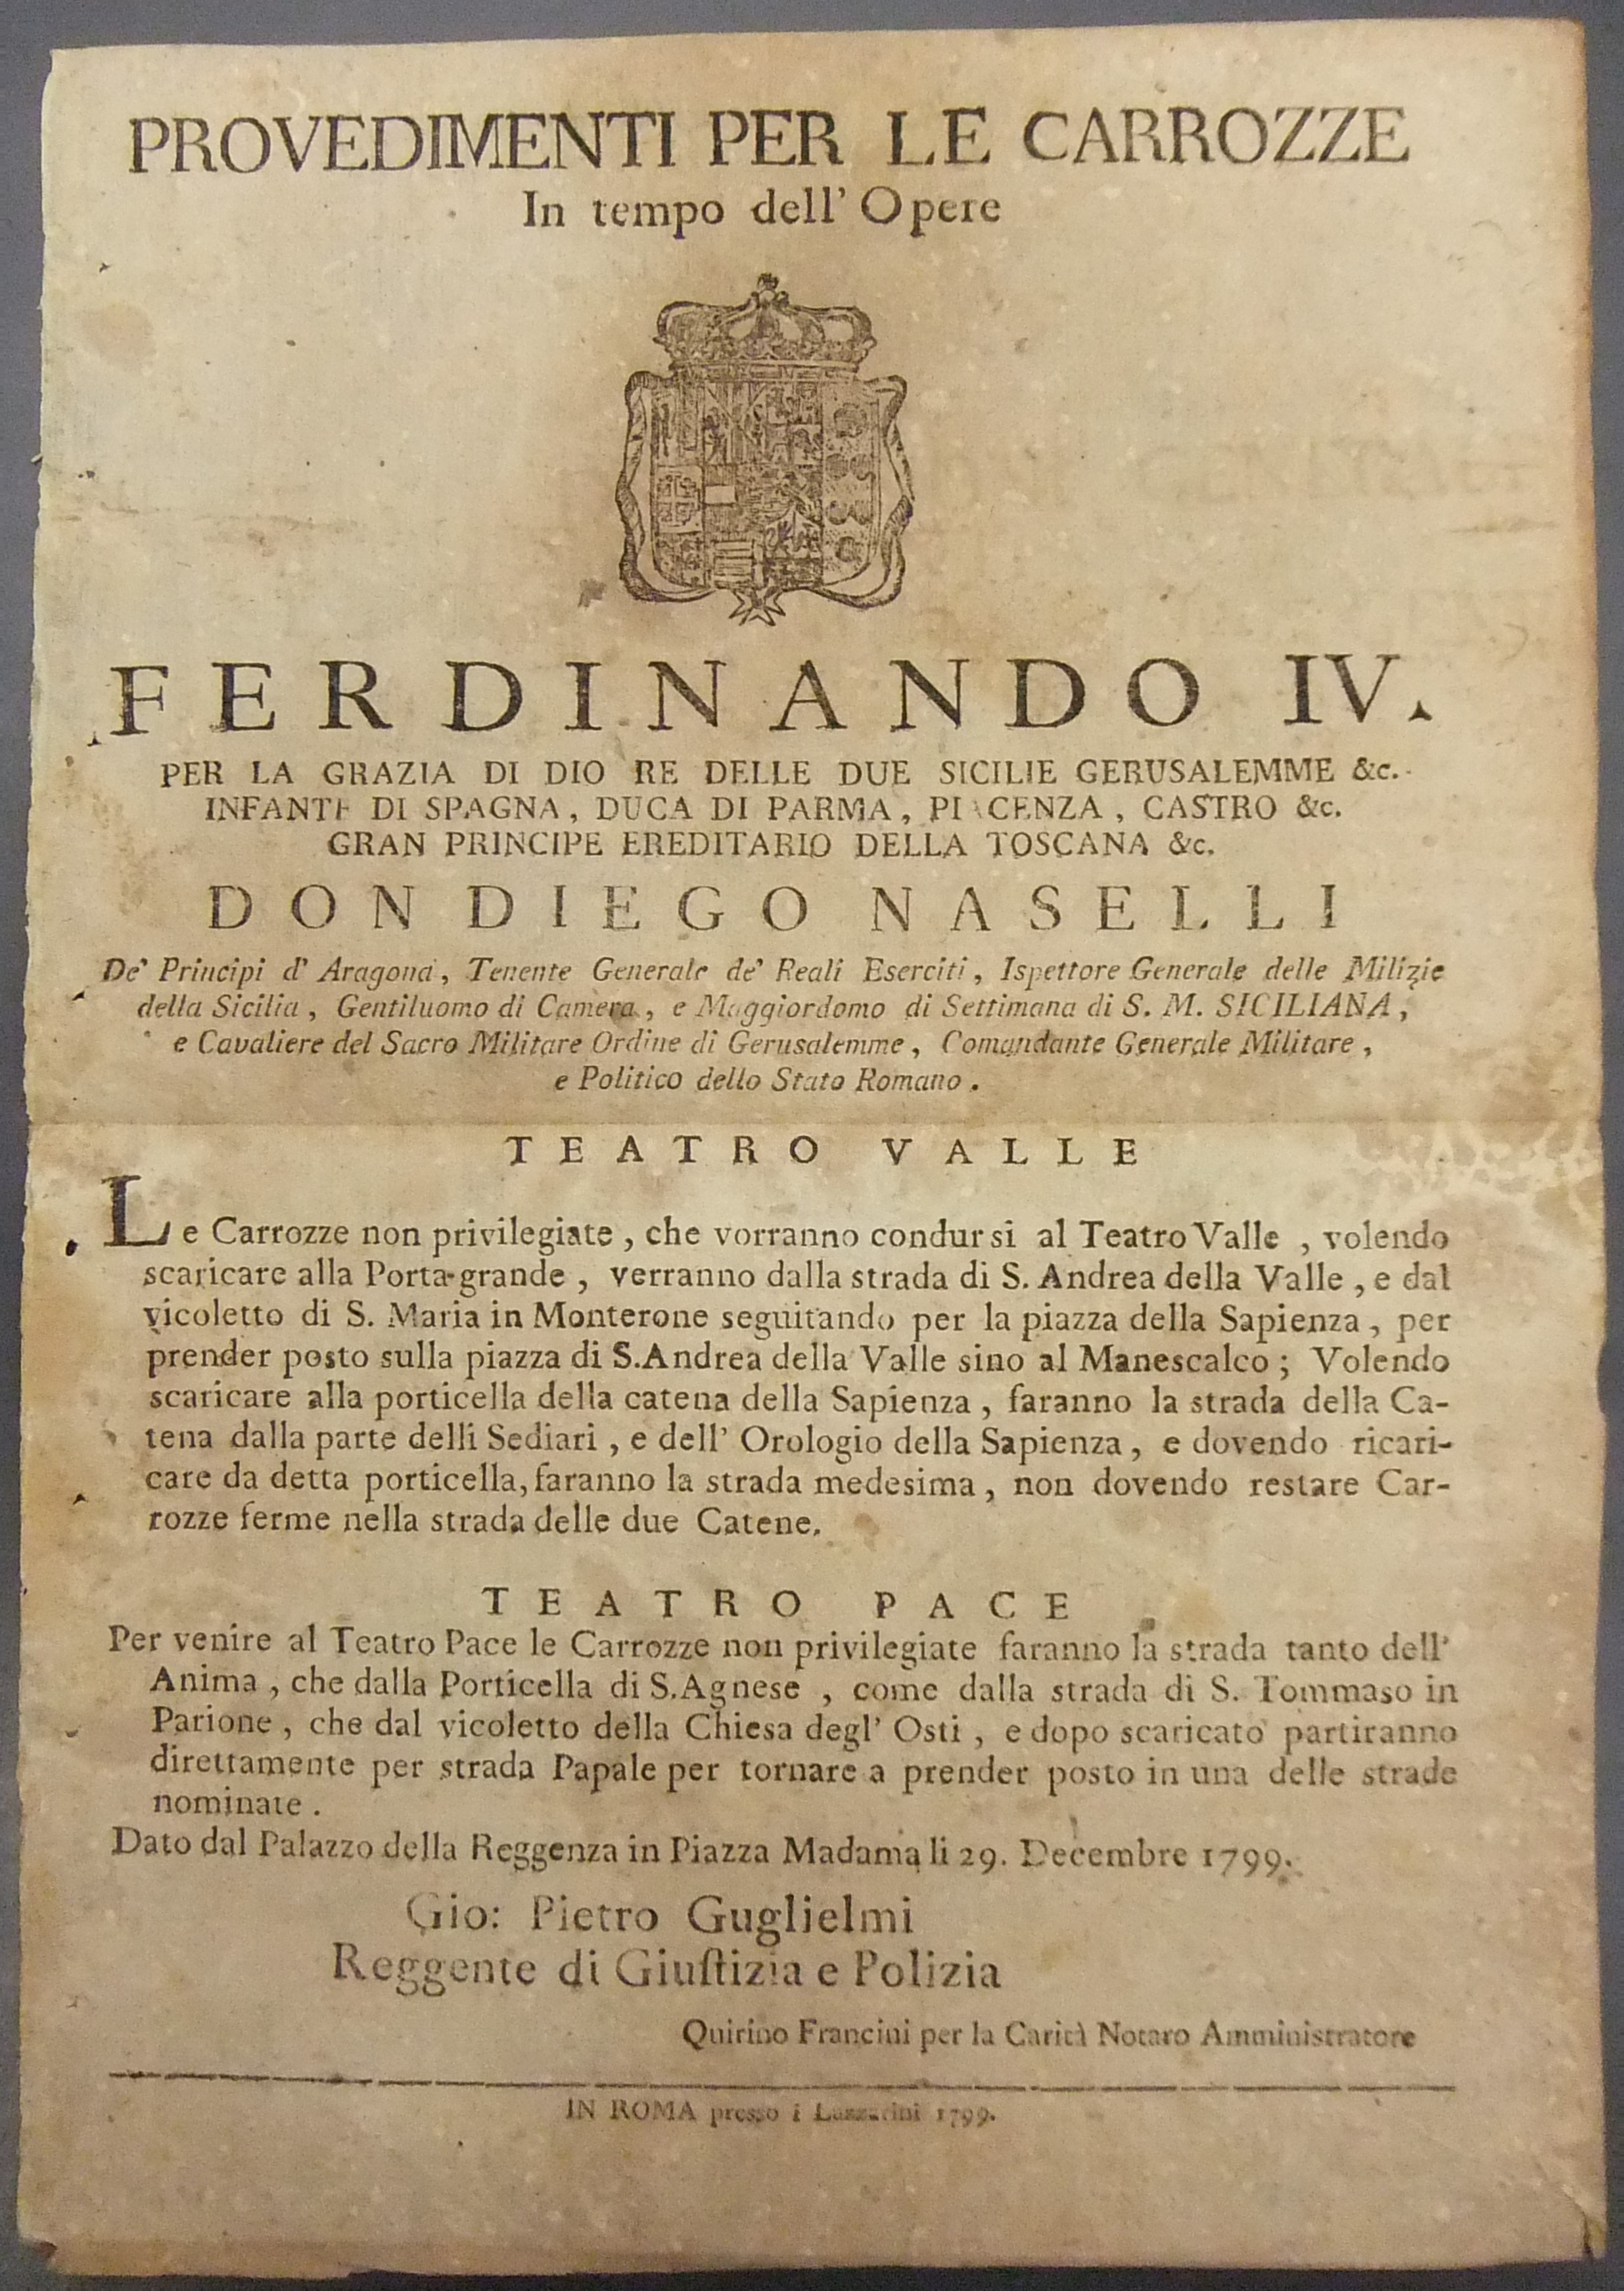 PROVEDIMENTI PER LE CARROZZE
In tempo dell' Opere
FERDINANDO IV.
PER LA GRAZIA DI DIO RE DELLE DUE SICILIE GERUSALEMME &c.
INFANTE DI SPAGNA, DUCA DI PARMA, PIACENZA, CASTRO &c.
GRAN PRINCIPE EREDITARIO DELLA TOSCANA &c.
DON DIEGO NASELLI
De' Principi d' Aragona, Tenente Generale de' Reali Eserciti, Ispettore Generale delle Milizie
della Sicilia, Gentiluomo di Camera, e Maggiordomo di Settimana di S. M. SICILIANA,
e Cavaliere del Sacro Militare Ordine di Gerusalemme, Comandante Generale Militare,
e Politico dello Stato Romano.
TEATRO VALLE
Le Carrozze non privilegiate, che vorranno condursi al Teatro Valle, volendo
scaricare alla Porta grande, verranno dalla strada di S. Andrea della Valle, e dal
vicoletto di S. Maria in Monterone seguitando per la piazza della Sapienza, per
prender posto sulla piazza di S. Andrea della Valle sino al Manescalco; Volendo
scaricare alla porticella della catena della Sapienza, faranno la strada della Ca-
tena dalla parte delli Sediari, e dell' Orologio della Sapienza, e dovendo ricari-
care da detta porticella, faranno la strada medesima, non dovendo restare Car-
rozze ferme nella strada delle due Catene.
TEATRO PACE
Per venire al Teatro Pace le Carrozze non privilegiate faranno la strada tanto dell'
Anima, che dalla Porticella di S. Agnese, come dalla strada di S. Tommaso in
Parione, che dal vicoletto della Chiesa degl' Osti, e dopo scaricato partiranno
direttamente per strada Papale per tornare a prender posto in una delle strade
nominate.
Dato dal Palazzo della Reggenza in Piazza Madama li 29. Decembre 1799.
Gio: Pietro Guglielmi
Reggente di Giuſtizia e Polizia
Quirino Francini per la Carità Notaro Amministratore
IN ROMA presso i Lazzarini 1799.